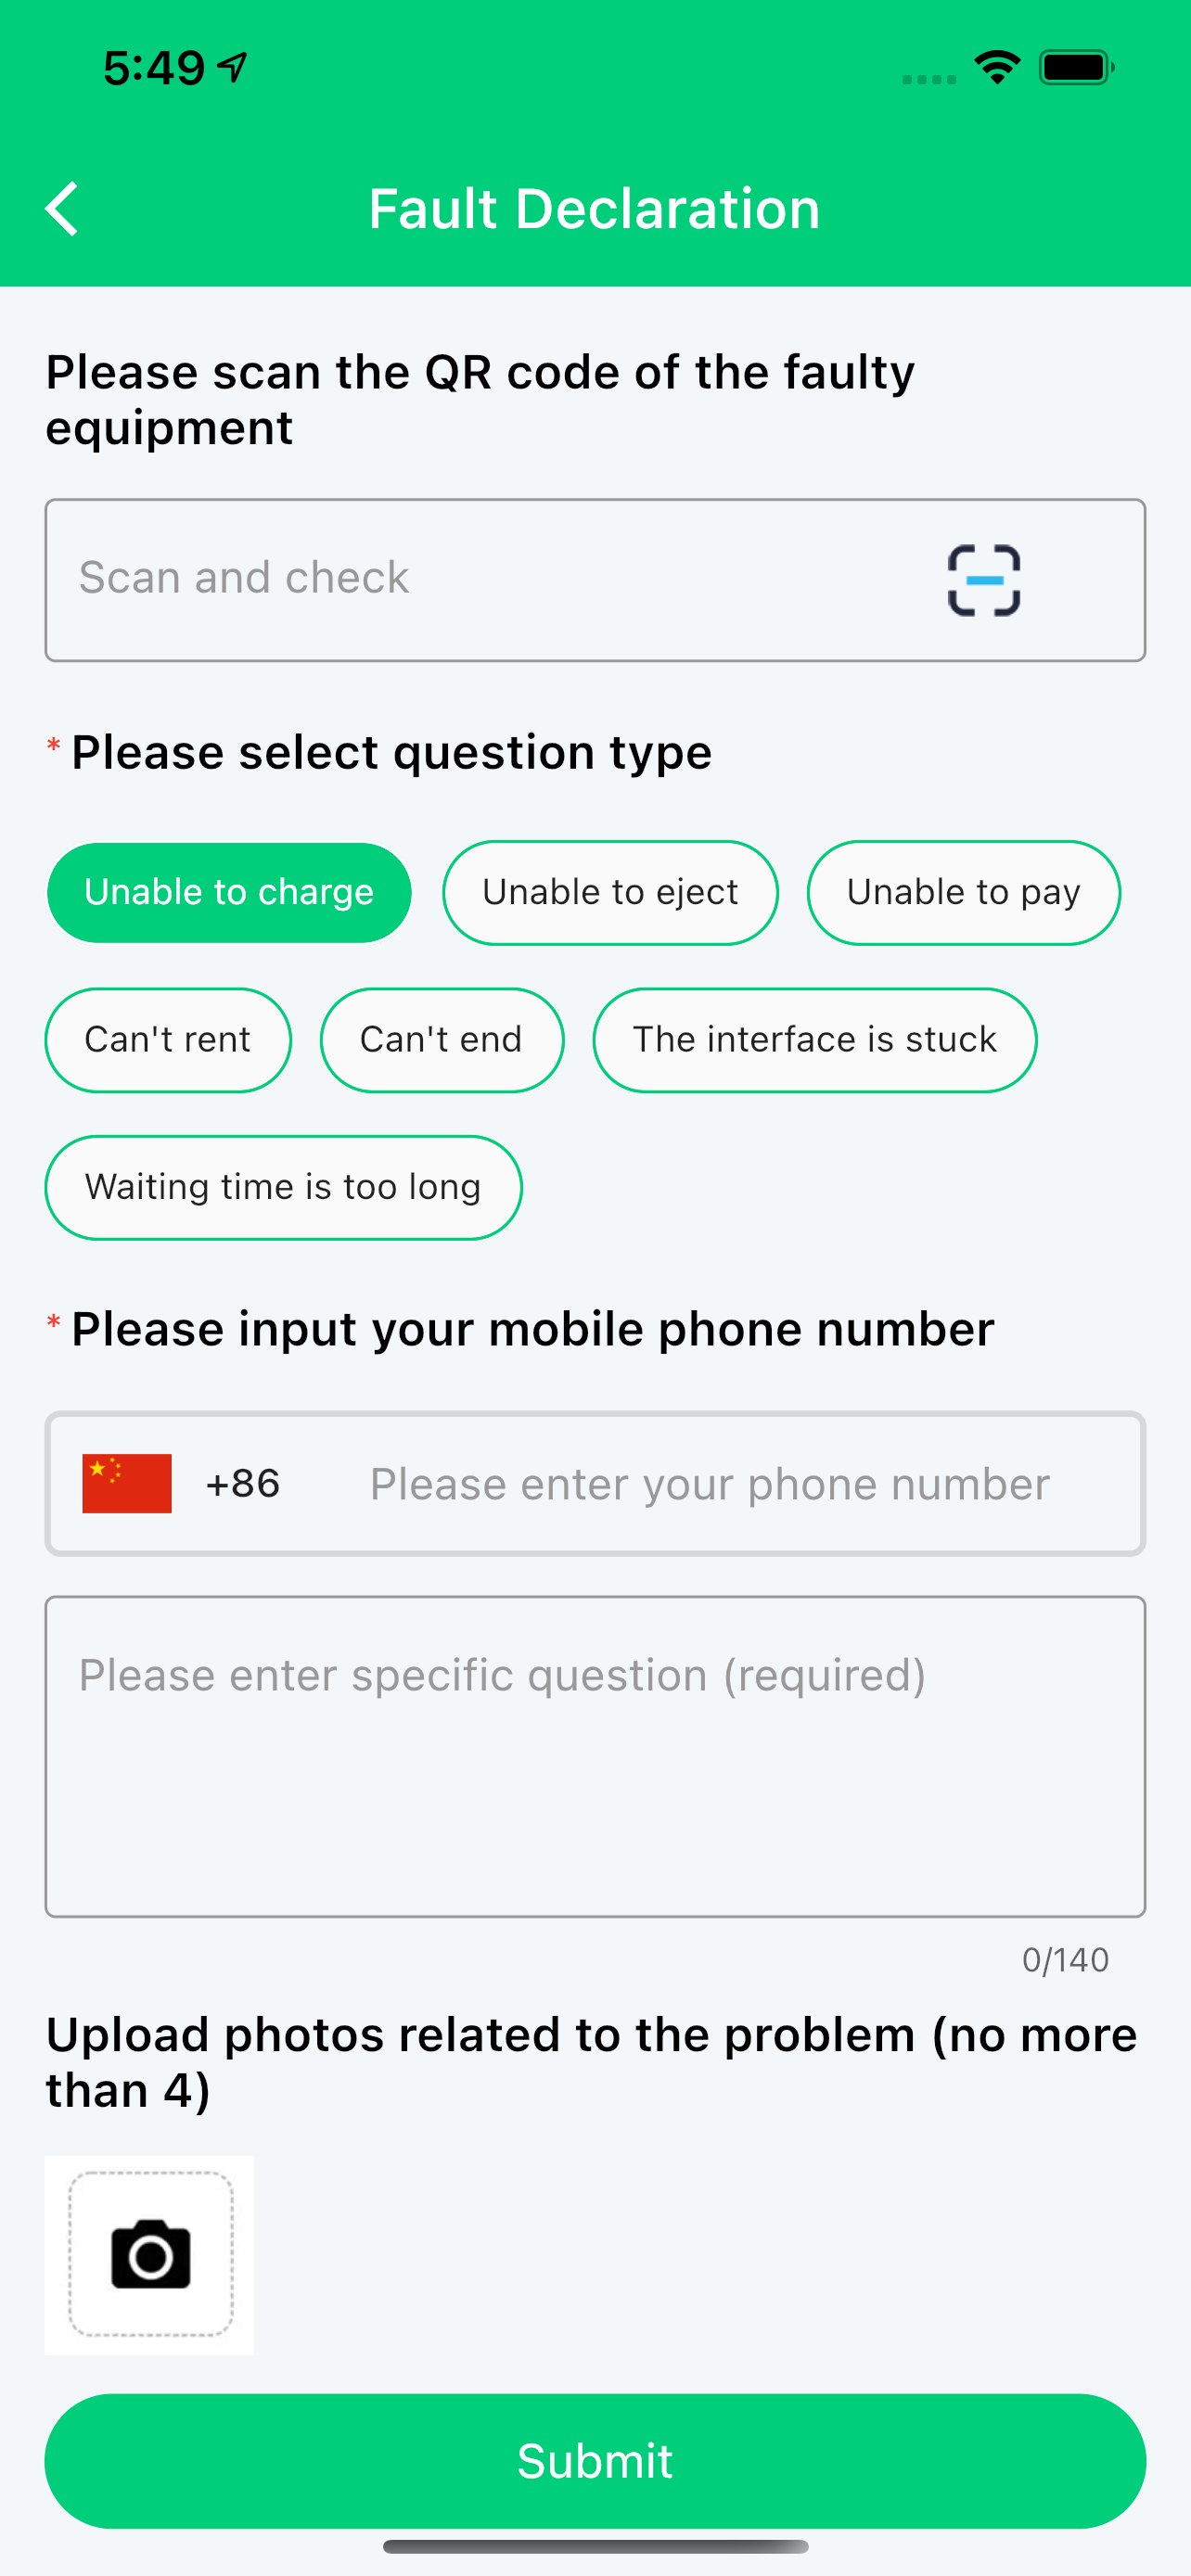 5:49
Fault Declaration
Please scan the QR code of the faulty
equipment
Scan and check
* Please select question type
Unable to charge
Unable to eject
Unable to pay
Can't rent
Can't end
The interface is stuck
Waiting time is too long
* Please input your mobile phone number
+86
Please enter your phone number
Please enter specific question (required)
0/140
Upload photos related to the problem (no more
than 4)
Submit